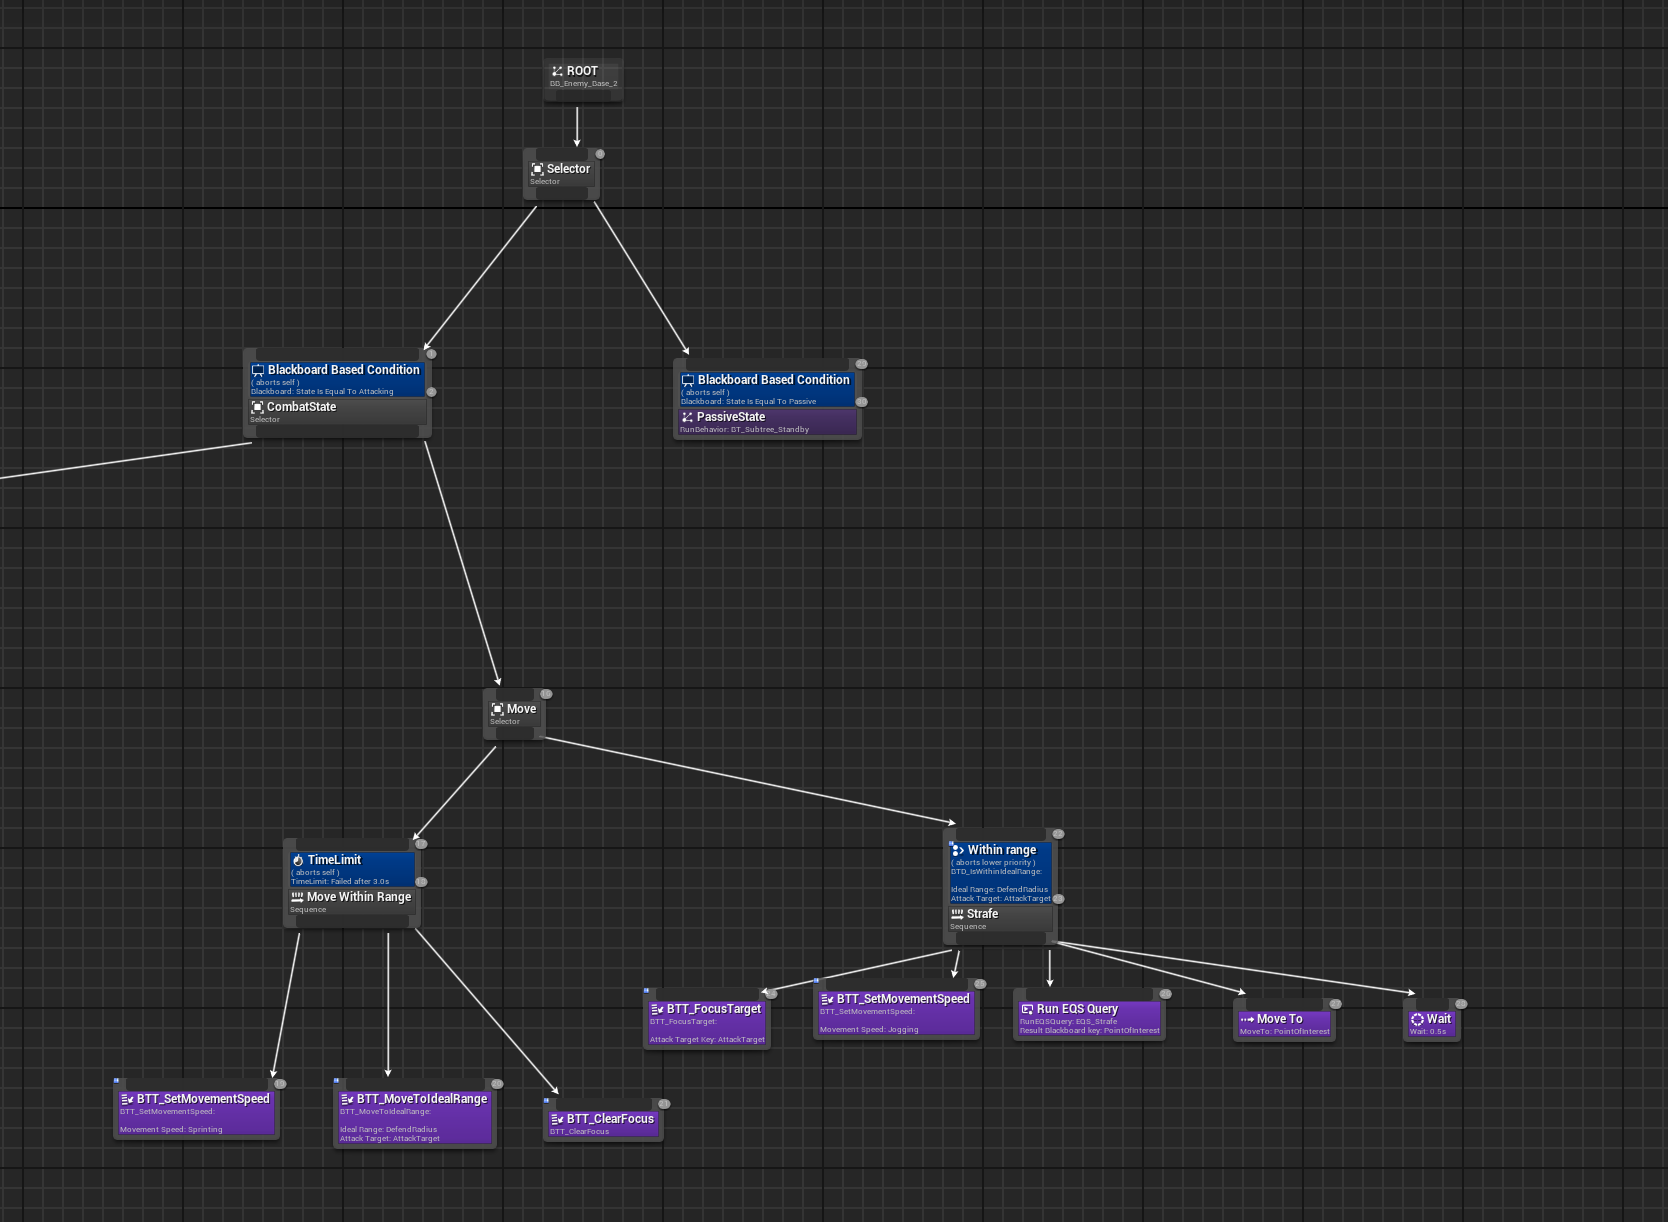 ROOT
BB_Enemy_Base_2
Selector
Selector
Blackboard Based Condition
( aborts self )
Blackboard: State Is Equal To Attacking
CombatState
Selector
Blackboard Based Condition
( aborts self )
Blackboard: State Is Equal To Passive
PassiveState
RunBehavior: BT_Subtree_Standby
Move
Selector
TimeLimit
( aborts self )
TimeLimit: Failed after 3.0s
Move Within Range
Sequence
Within range
( aborts lower priority )
BTD_IsWithinIdealRange:
Ideal Range: DefendRadius
Attack Target: AttackTarget
Strafe
Sequence
BTT_FocusTarget
BTT_FocusTarget:
Attack Target Key: AttackTarget
BTT_SetMovementSpeed
BTT_SetMovementSpeed:
Movement Speed: Jogging
Run EQS Query
RunEQSQuery: EQS_Strafe
Result Blackboard key: PointOfInterest
Move To
MoveTo: PointOfInterest
Wait
Wait: 0.5s
BTT_SetMovementSpeed
BTT_SetMovementSpeed:
Movement Speed: Sprinting
BTT_MoveToIdealRange
BTT_MoveToIdealRange:
Ideal Range: DefendRadius
Attack Target: AttackTarget
BTT_ClearFocus
BTT_ClearFocus